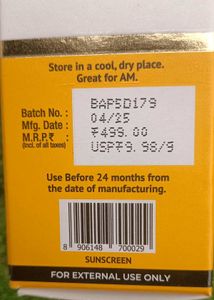 Store in a cool, dry place.
Great for AM.
Batch No. : BAP5D179
Mfg. Date : 04/25
M.R.P.₹ : ₹499.00
(incl. of all taxes) USP₹9.98/9
Use Before 24 months from
the date of manufacturing.
8 906148 700029
SUNSCREEN
FOR EXTERNAL USE ONLY